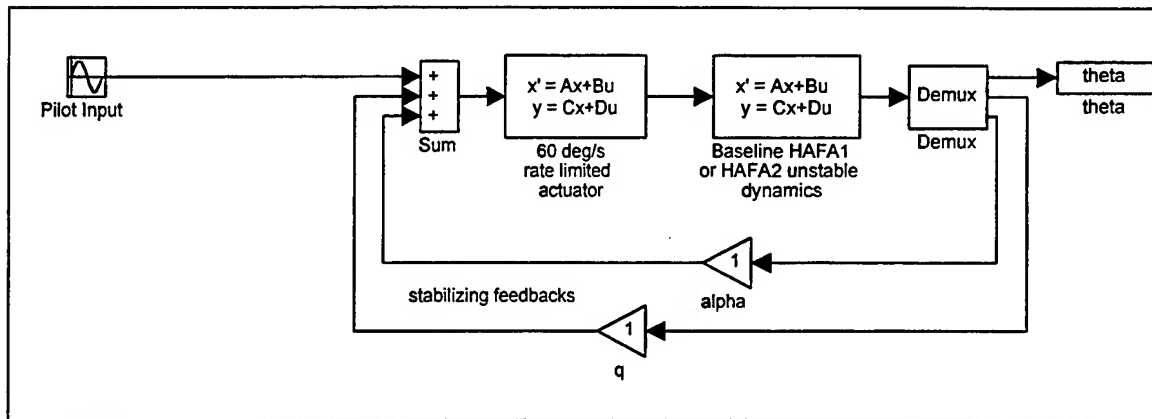 Pilot Input
+
+
+
Sum
x' = Ax+Bu
y = Cx+Du
60 deg/s
rate limited
actuator
x' = Ax+Bu
y = Cx+Du
Baseline HAFA1
or HAFA2 unstable
dynamics
Demux
Demux
theta
theta
1
alpha
stabilizing feedbacks
1
q